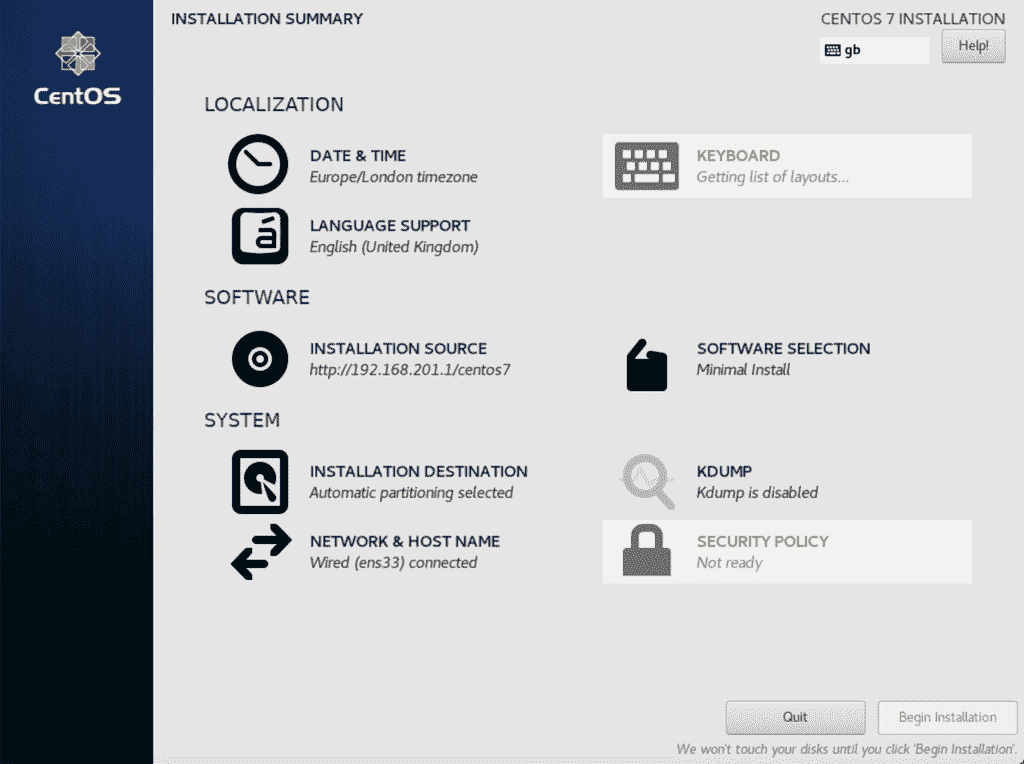 INSTALLATION SUMMARY
CENTOS 7 INSTALLATION
gb
Help!
CentOS
LOCALIZATION
DATE & TIME
Europe/London timezone
KEYBOARD
Getting list of layouts...
LANGUAGE SUPPORT
English (United Kingdom)
SOFTWARE
INSTALLATION SOURCE
http://192.168.201.1/centos7
SOFTWARE SELECTION
Minimal Install
SYSTEM
INSTALLATION DESTINATION
Automatic partitioning selected
KDUMP
Kdump is disabled
NETWORK & HOST NAME
Wired (ens33) connected
SECURITY POLICY
Not ready
Quit
Begin Installation
We won't touch your disks until you click 'Begin Installation'.